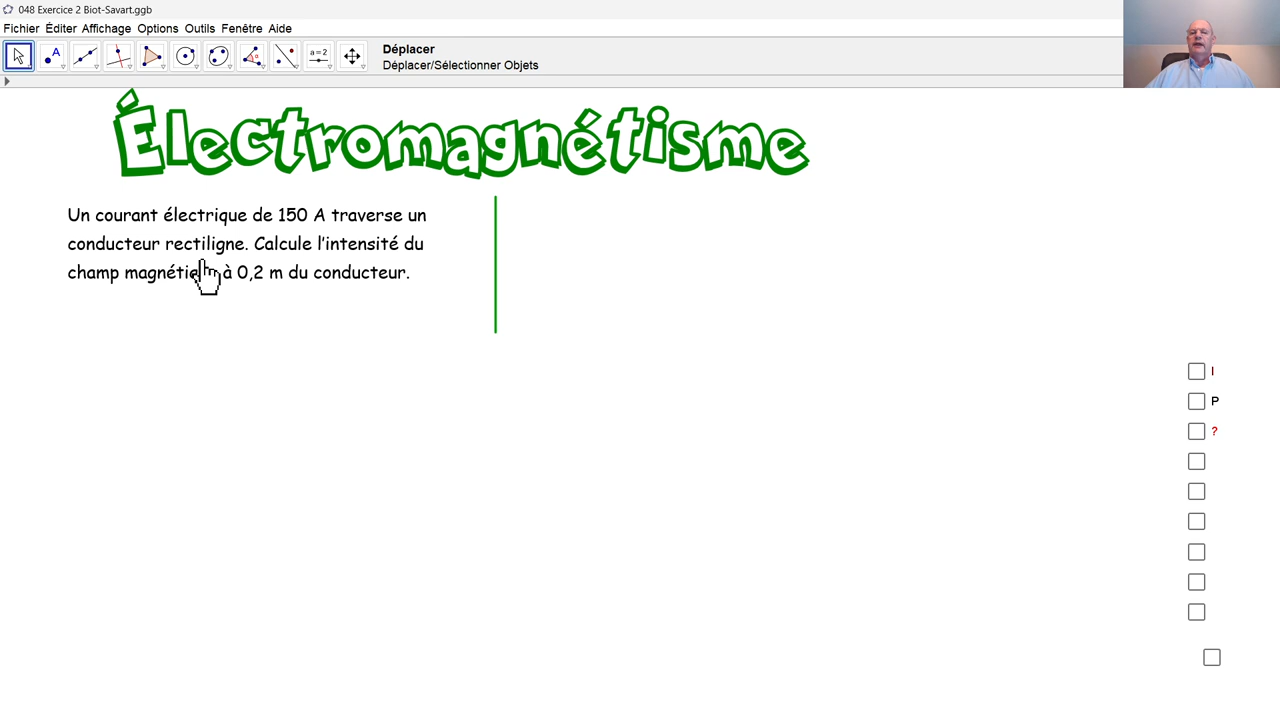 048 Exercice 2 Biot-Savart.ggb
Fichier Éditer Affichage Options Outils Fenêtre Aide
A
a=2
Déplacer
Déplacer/Sélectionner Objets
Électromagnétisme
Un courant électrique de 150 A traverse un
conducteur rectiligne. Calcule l'intensité du
champ à 0,2 m du conducteur.
I
P
?